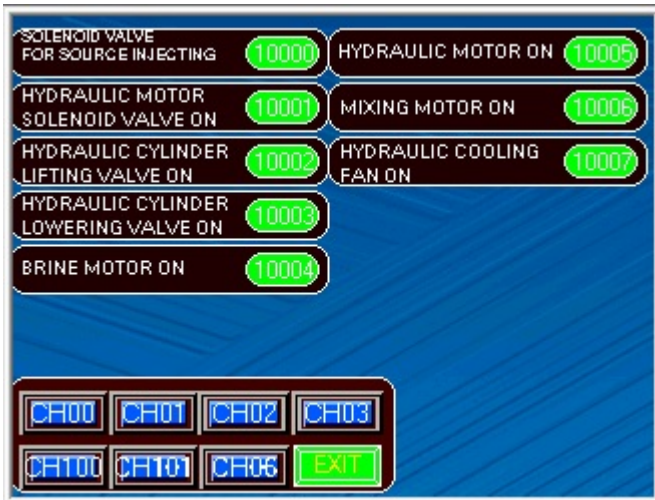 SOLENOID VALVE
FOR SOURCE INJECTING
10000
HYDRAULIC MOTOR
SOLENOID VALVE ON
10001
HYDRAULIC CYLINDER
LIFTING VALVE ON
10002
HYDRAULIC CYLINDER
LOWERING VALVE ON
10003
BRINE MOTOR ON
10004
HYDRAULIC MOTOR ON
10005
MIXING MOTOR ON
10006
HYDRAULIC COOLING
FAN ON
10007
CH00 CH01 CH02 CH03
CH100 CH101 CH06 EXIT